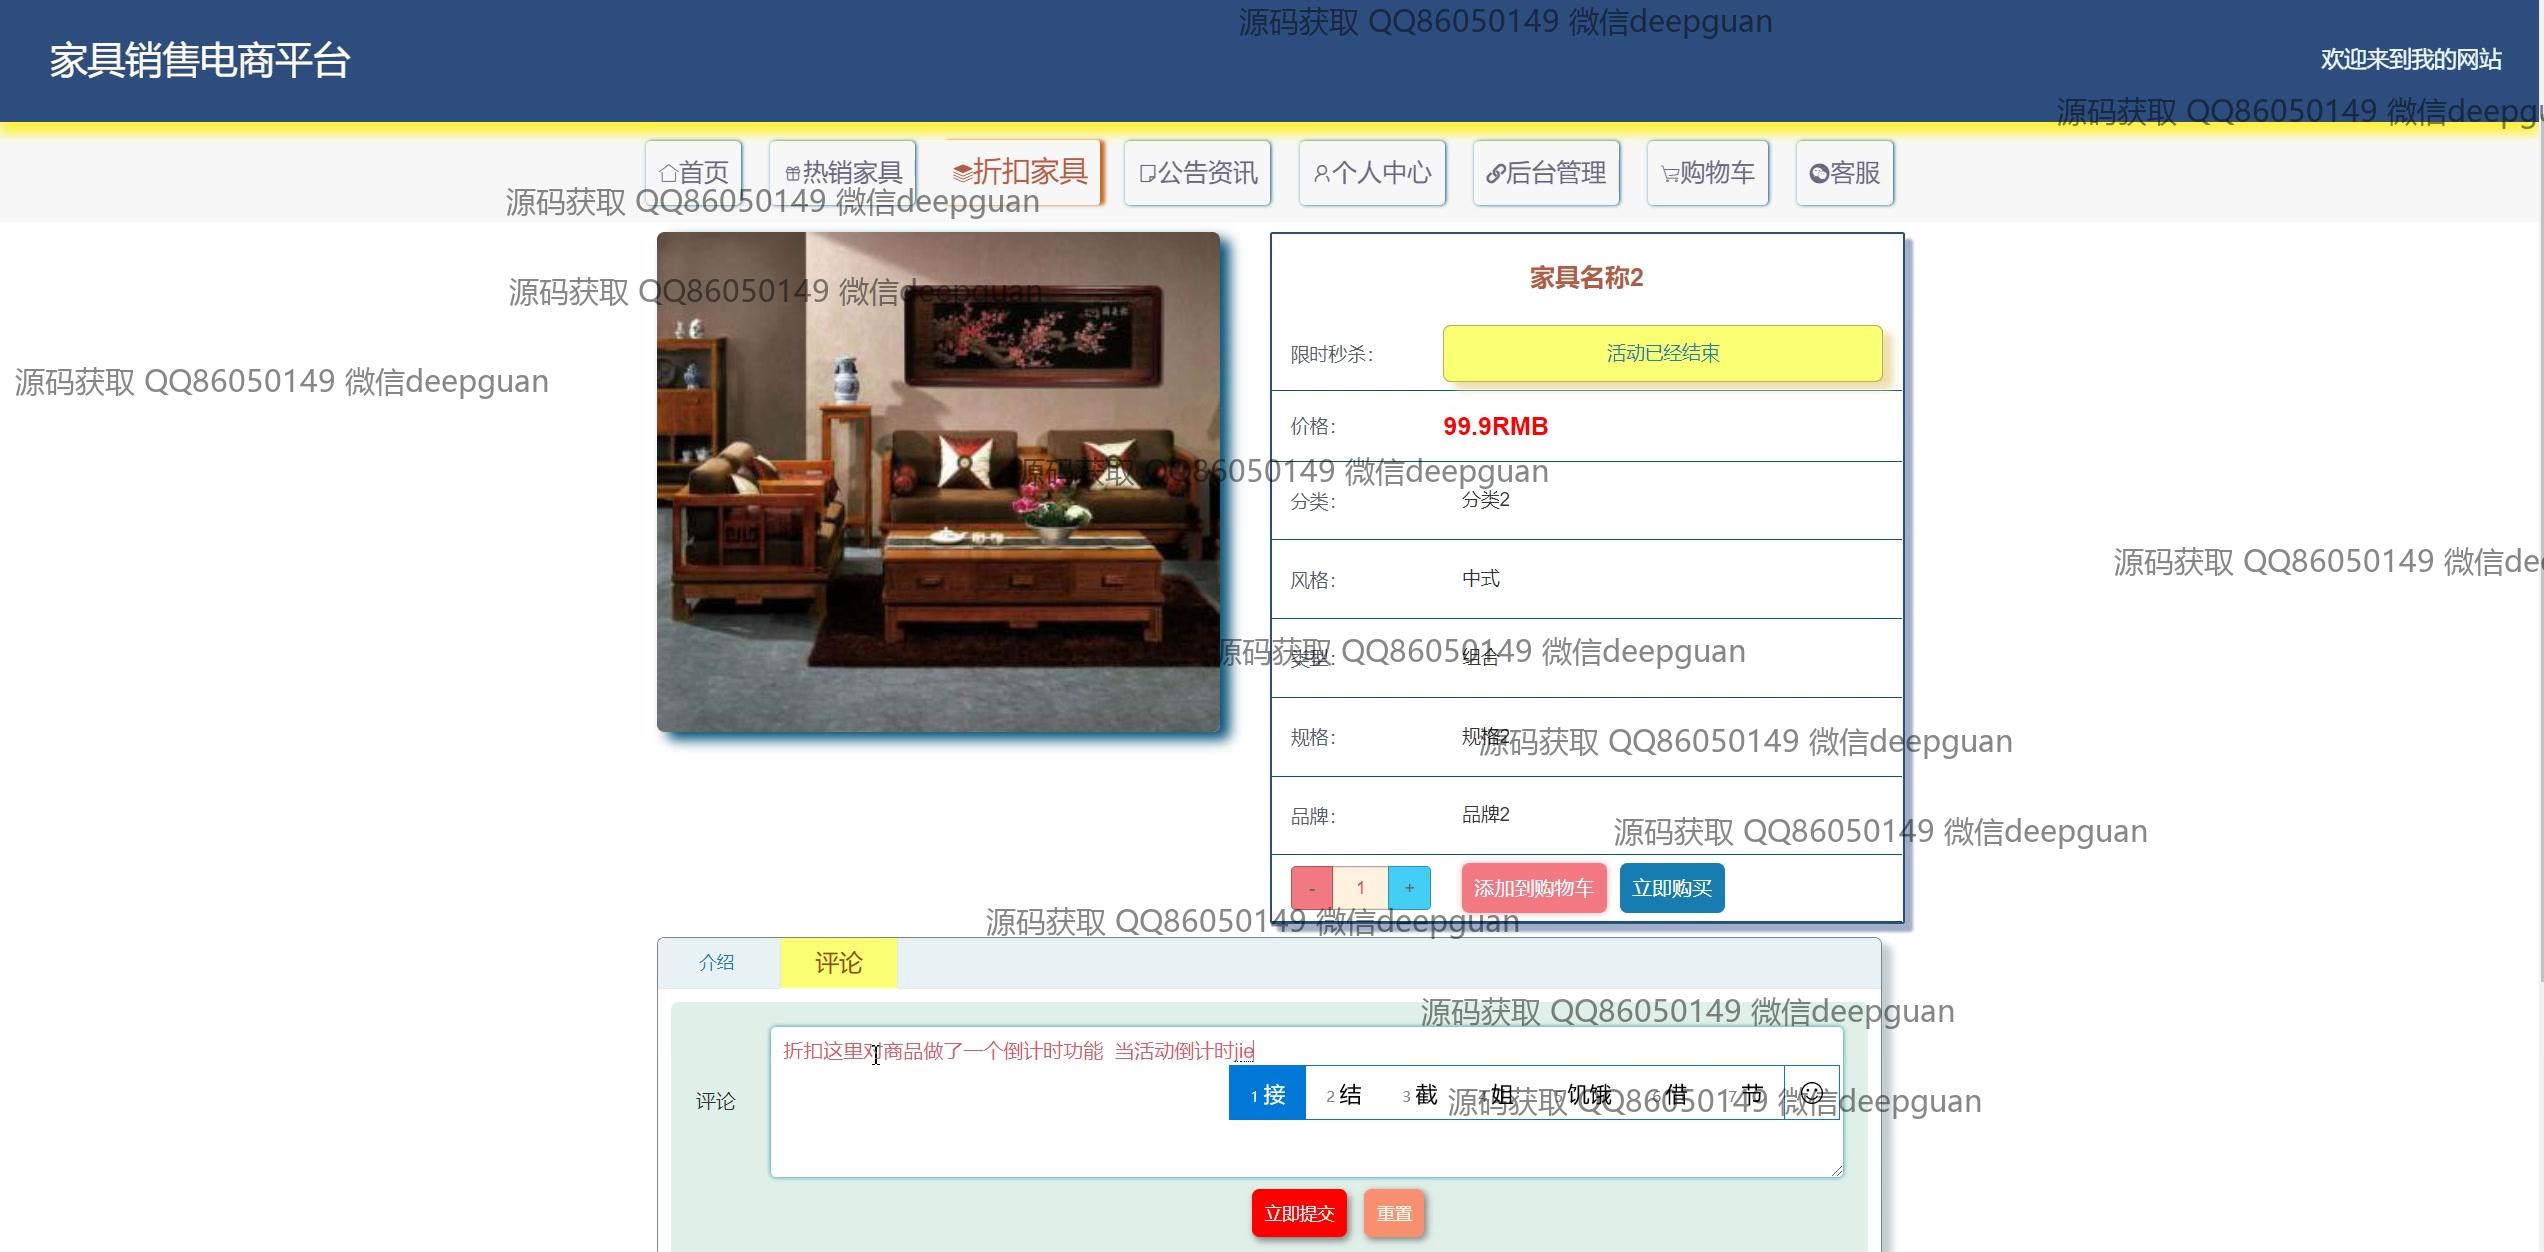 源码获取 QQ86050149 微信deepguan
家具销售电商平台
欢迎来到我的网站
源码获取 QQ86050149 微信deepgu
首页
热销家具
折扣家具
公告资讯
个人中心
后台管理
购物车
客服
源码获取 QQ86050149 微信deepguan
家具名称2
源码获取 QQ86050149 微信deepguan
限时秒杀:
活动已经结束
源码获取 QQ86050149 微信deepguan
价格:
99.9RMB
源码获取 QQ86050149 微信deepguan
分类:
分类2
源码获取 QQ86050149 微信dee
风格:
中式
源码获取 QQ86050149 微信deepguan
类型:
组合
规格:
规格2
源码获取 QQ86050149 微信deepguan
品牌:
品牌2
源码获取 QQ86050149 微信deepguan
- 1 +
添加到购物车
立即购买
源码获取 QQ86050149 微信deepguan
介绍
评论
源码获取 QQ86050149 微信deepguan
折扣这里对商品做了一个倒计时功能 当活动倒计时jie
评论
1 接 2 结 3 截 4 姐 5 饥饿 6 借 7 节
源码获取 QQ86050149 微信deepguan
立即提交
重置